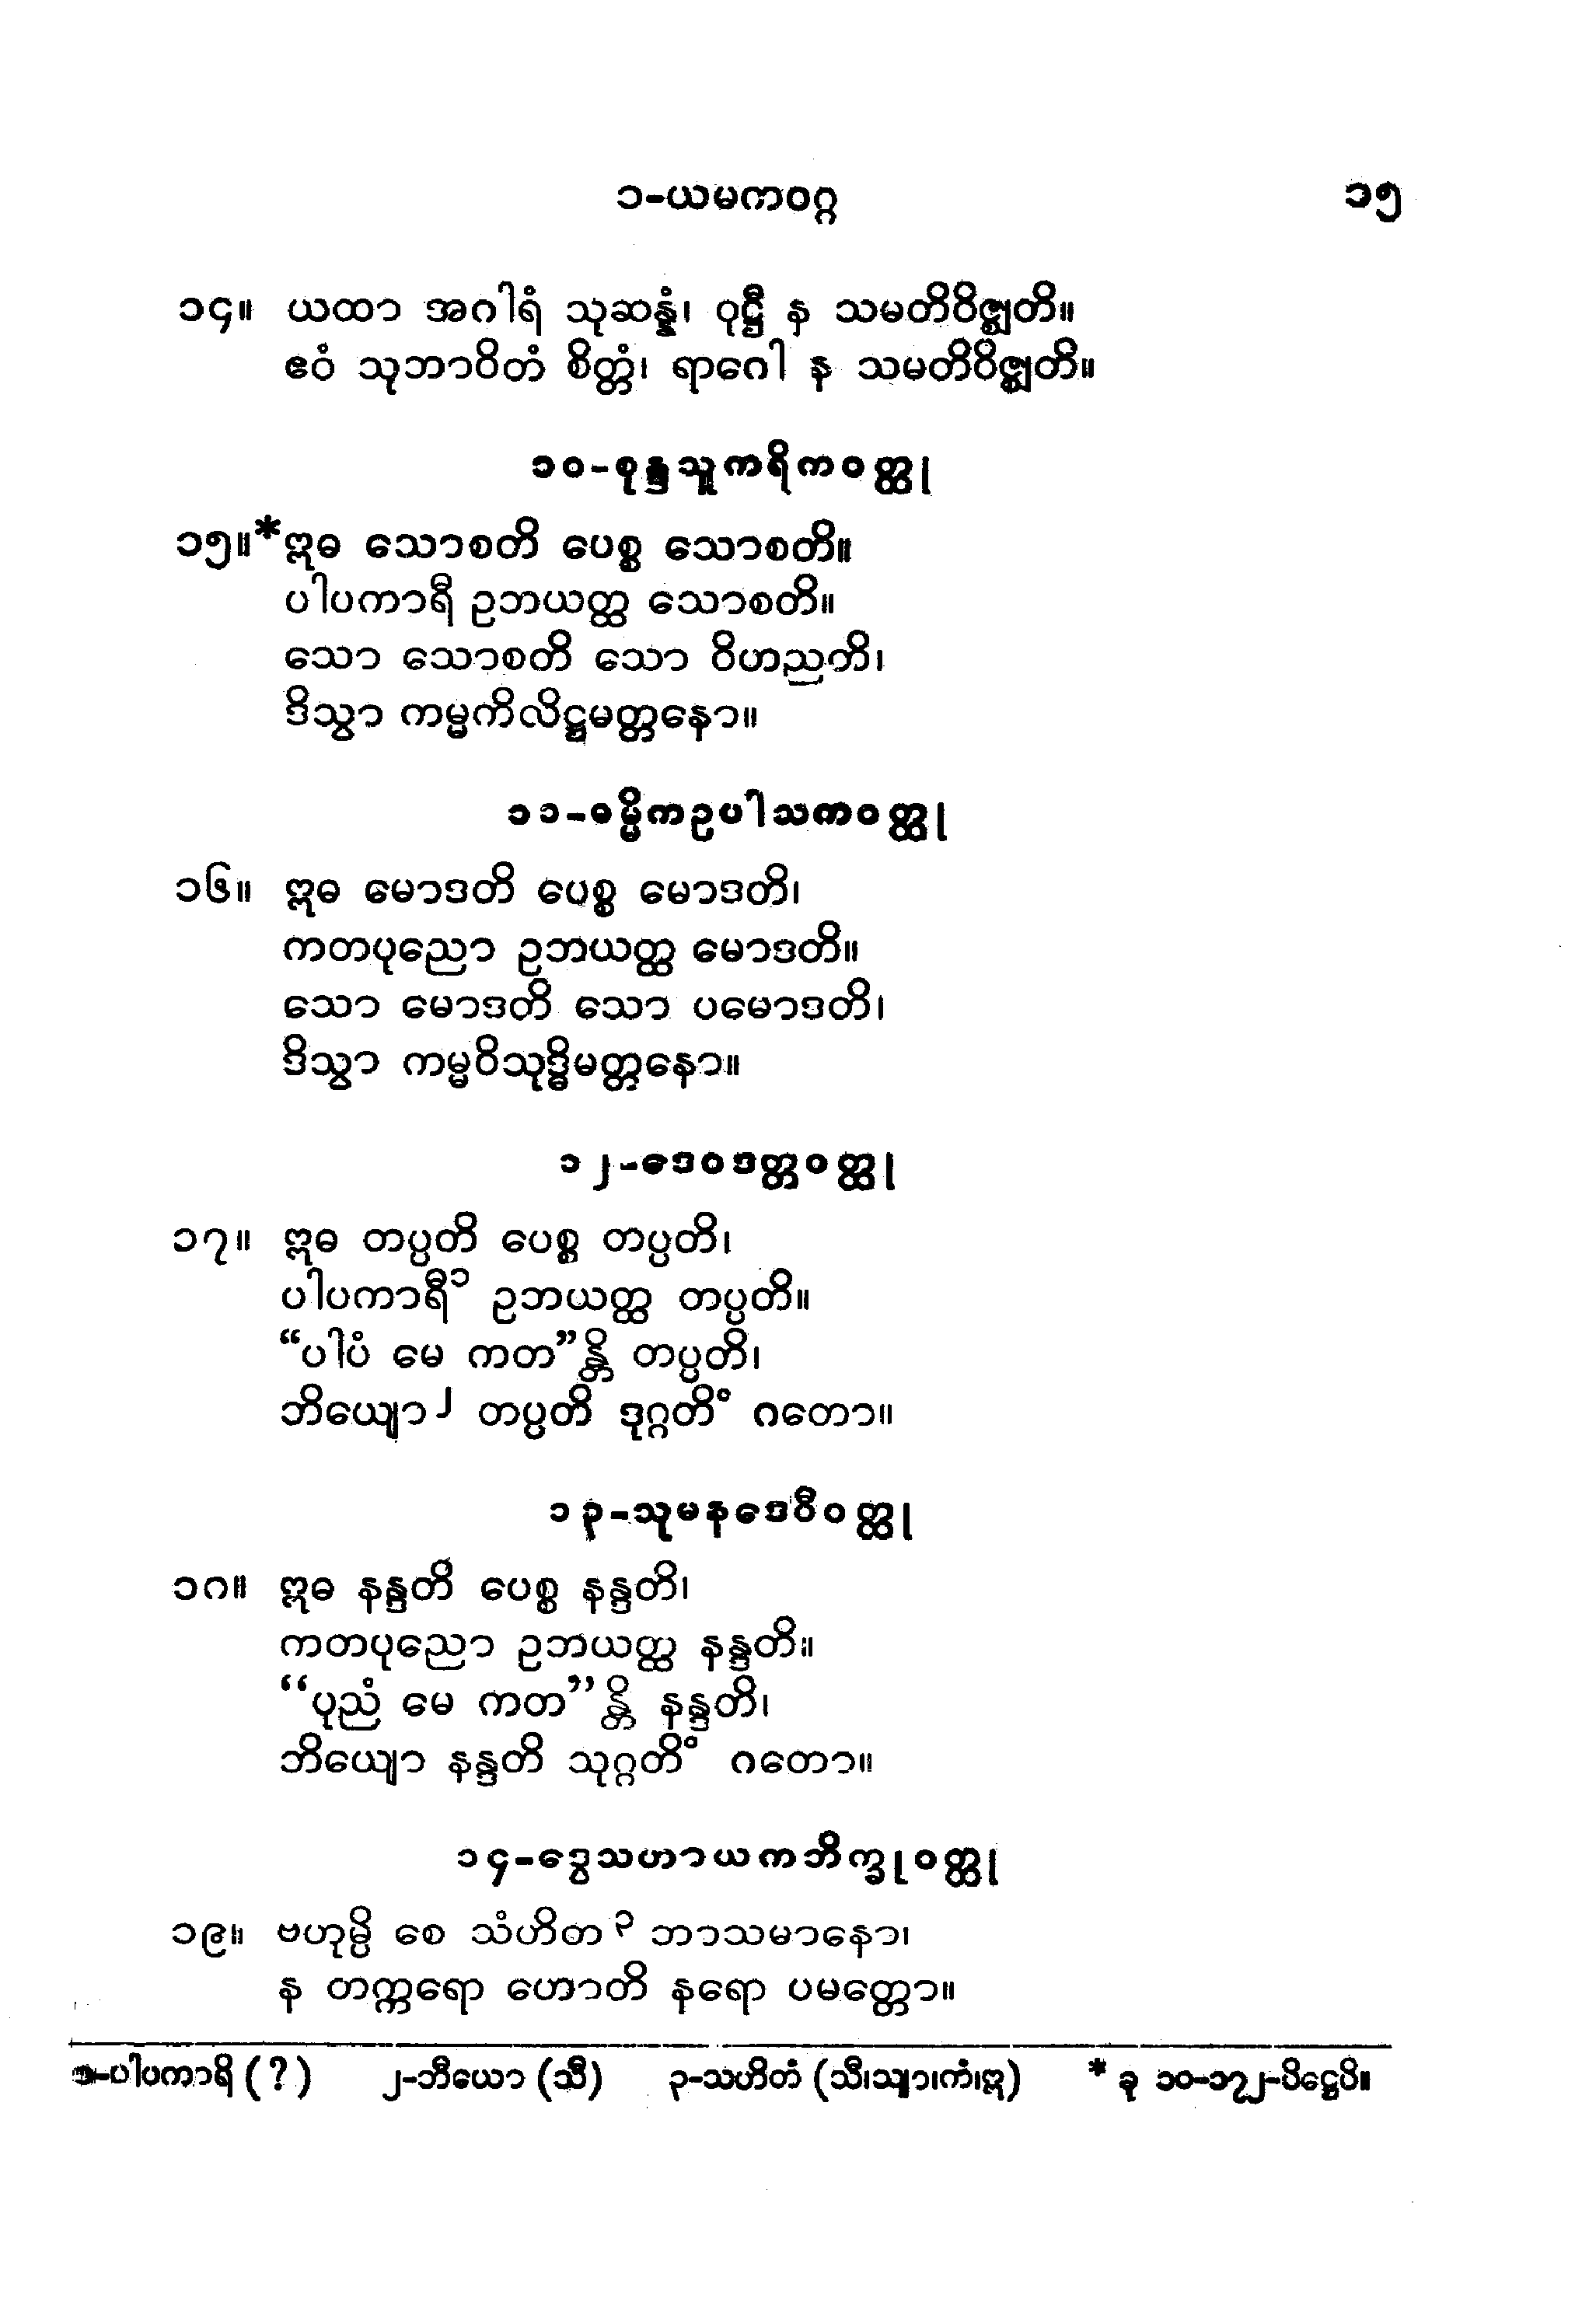 ၁-ယမကဝဂ္ဂ ၁၅
၁၄။ ယထာ အဂါရံ သုဆန္နံ၊ ဝုဋ္ဌီ န သမတိဝိဇ္ဈတိ။
ဧဝံ သုဘာဝိတံ စိတ္တံ၊ ရာဂေါ န သမတိဝိဇ္ဈတိ။
၁၀-စုန္ဒသူကရိကဝတ္ထု
၁၅။*ဣဓ သောစတိ ပေစ္စ သောစတိ။
ပါပကာရီ ဥဘယတ္ထ သောစတိ။
သော သောစတိ သော ဝိဟညတိ၊
ဒိသွာ ကမ္မကိလိဋ္ဌမတ္တနော။
၁၁-ဓမ္မိကဥပါသကဝတ္ထု
၁၆။ ဣဓ မောဒတိ ပေစ္စ မောဒတိ၊
ကတပုညော ဥဘယတ္ထ မောဒတိ။
သော မောဒတိ သော ပမောဒတိ၊
ဒိသွာ ကမ္မဝိသုဒ္ဓိမတ္တနော။
၁၂-ဒေဝဒတ္တဝတ္ထု
၁၇။ ဣဓ တပ္ပတိ ပေစ္စ တပ္ပတိ၊
ပါပကာရီ၁ ဥဘယတ္ထ တပ္ပတိ။
“ပါပံ မေ ကတ”န္တိ တပ္ပတိ၊
ဘိယျော၂ တပ္ပတိ ဒုဂ္ဂတိံ ဂတော။
၁၃-သုမနဒေဝီဝတ္ထု
၁၈။ ဣဓ နန္ဒတိ ပေစ္စ နန္ဒတိ၊
ကတပုညော ဥဘယတ္ထ နန္ဒတိ။
“ပုညံ မေ ကတ”န္တိ နန္ဒတိ၊
ဘိယျော နန္ဒတိ သုဂ္ဂတိံ ဂတော။
၁၄-ဒွေသဟာယကဘိက္ခုဝတ္ထု
၁၉။ ဗဟုမ္ပိ စေ သံဟိတ၃ ဘာသမာနော၊
န တက္ကရော ဟောတိ နရော ပမတ္တော။
၁-ပါပကာရိ (?) ၂-ဘီယော (သီ) ၃-သဟိတံ (သီ၊သျာ၊ကံ၊ဣ) * ခု ၁၀-၁၇၂-ပိဋ္ဌေပိ။